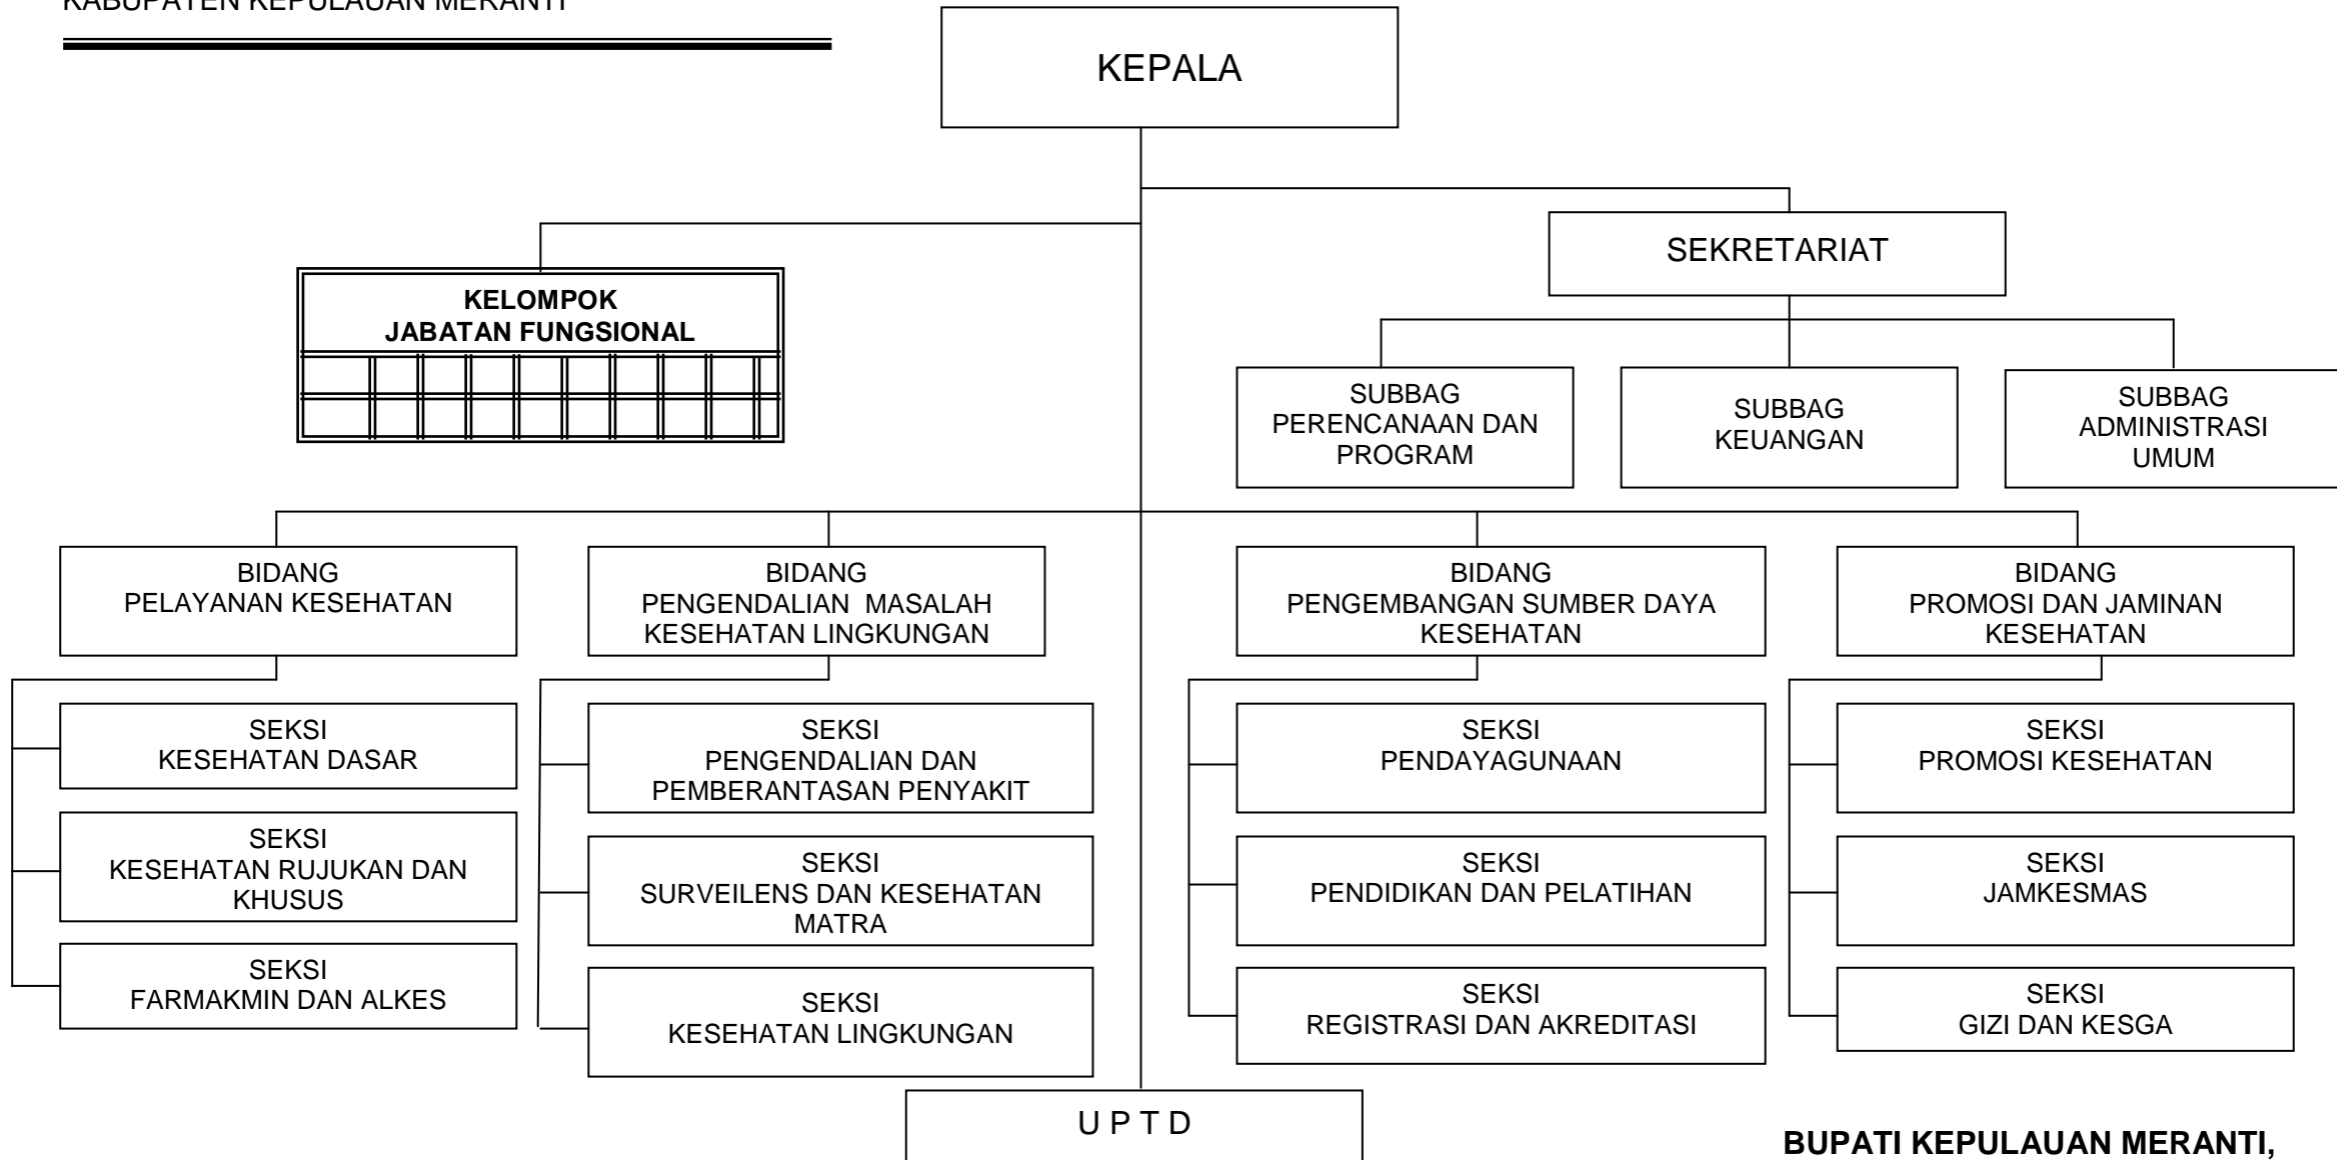 KABUPATEN KEPULAUAN MERANTI
KEPALA
SEKRETARIAT
KELOMPOK
JABATAN FUNGSIONAL
SUBBAG
PERENCANAAN DAN
PROGRAM
SUBBAG
KEUANGAN
SUBBAG
ADMINISTRASI
UMUM
BIDANG
PELAYANAN KESEHATAN
BIDANG
PENGENDALIAN MASALAH
KESEHATAN LINGKUNGAN
BIDANG
PENGEMBANGAN SUMBER DAYA
KESEHATAN
BIDANG
PROMOSI DAN JAMINAN
KESEHATAN
SEKSI
KESEHATAN DASAR
SEKSI
KESEHATAN RUJUKAN DAN
KHUSUS
SEKSI
FARMAKMIN DAN ALKES
SEKSI
PENGENDALIAN DAN
PEMBERANTASAN PENYAKIT
SEKSI
SURVEILENS DAN KESEHATAN
MATRA
SEKSI
KESEHATAN LINGKUNGAN
SEKSI
PENDAYAGUNAAN
SEKSI
PENDIDIKAN DAN PELATIHAN
SEKSI
REGISTRASI DAN AKREDITASI
SEKSI
PROMOSI KESEHATAN
SEKSI
JAMKESMAS
SEKSI
GIZI DAN KESGA
U P T D
BUPATI KEPULAUAN MERANTI,